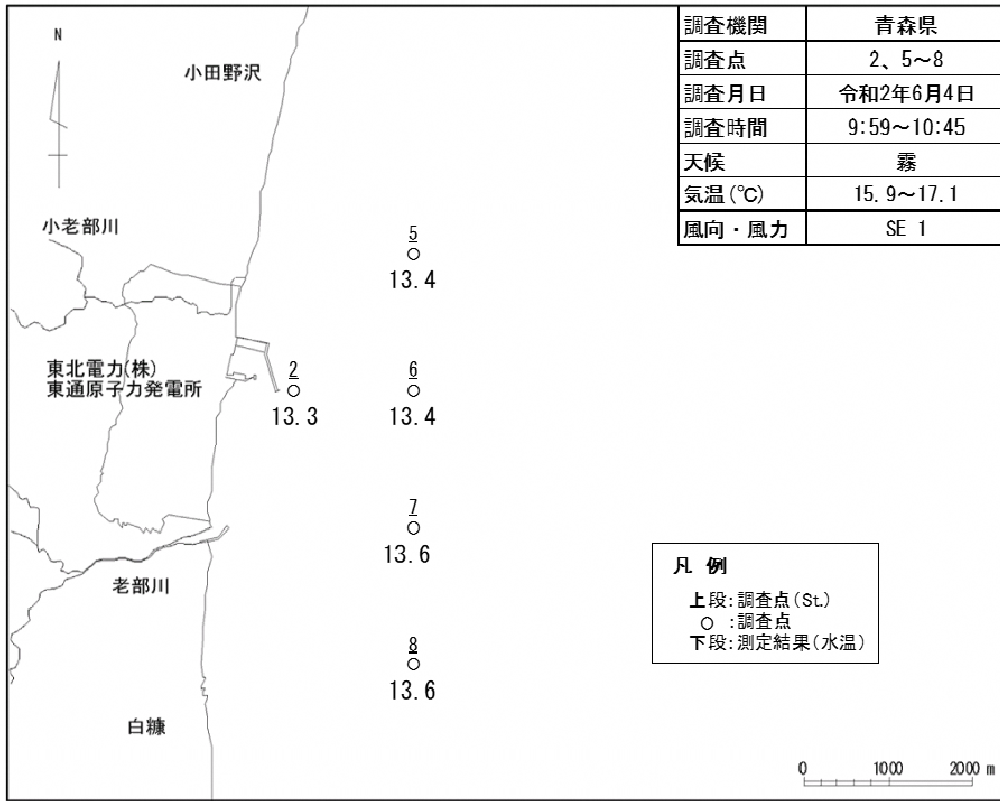 N
小田野沢
調査機関 青森県
調査点 2、5～8
調査月日 令和2年6月4日
調査時間 9:59～10:45
天候 霧
気温(℃) 15.9～17.1
風向・風力 SE 1
小老部川
5
13.4
東北電力(株)
東通原子力発電所
2
13.3
6
13.4
7
13.6
老部川
8
13.6
白糠
凡 例
上段:調査点(St.)
○ :調査点
下段:測定結果(水温)
0 1000 2000 m